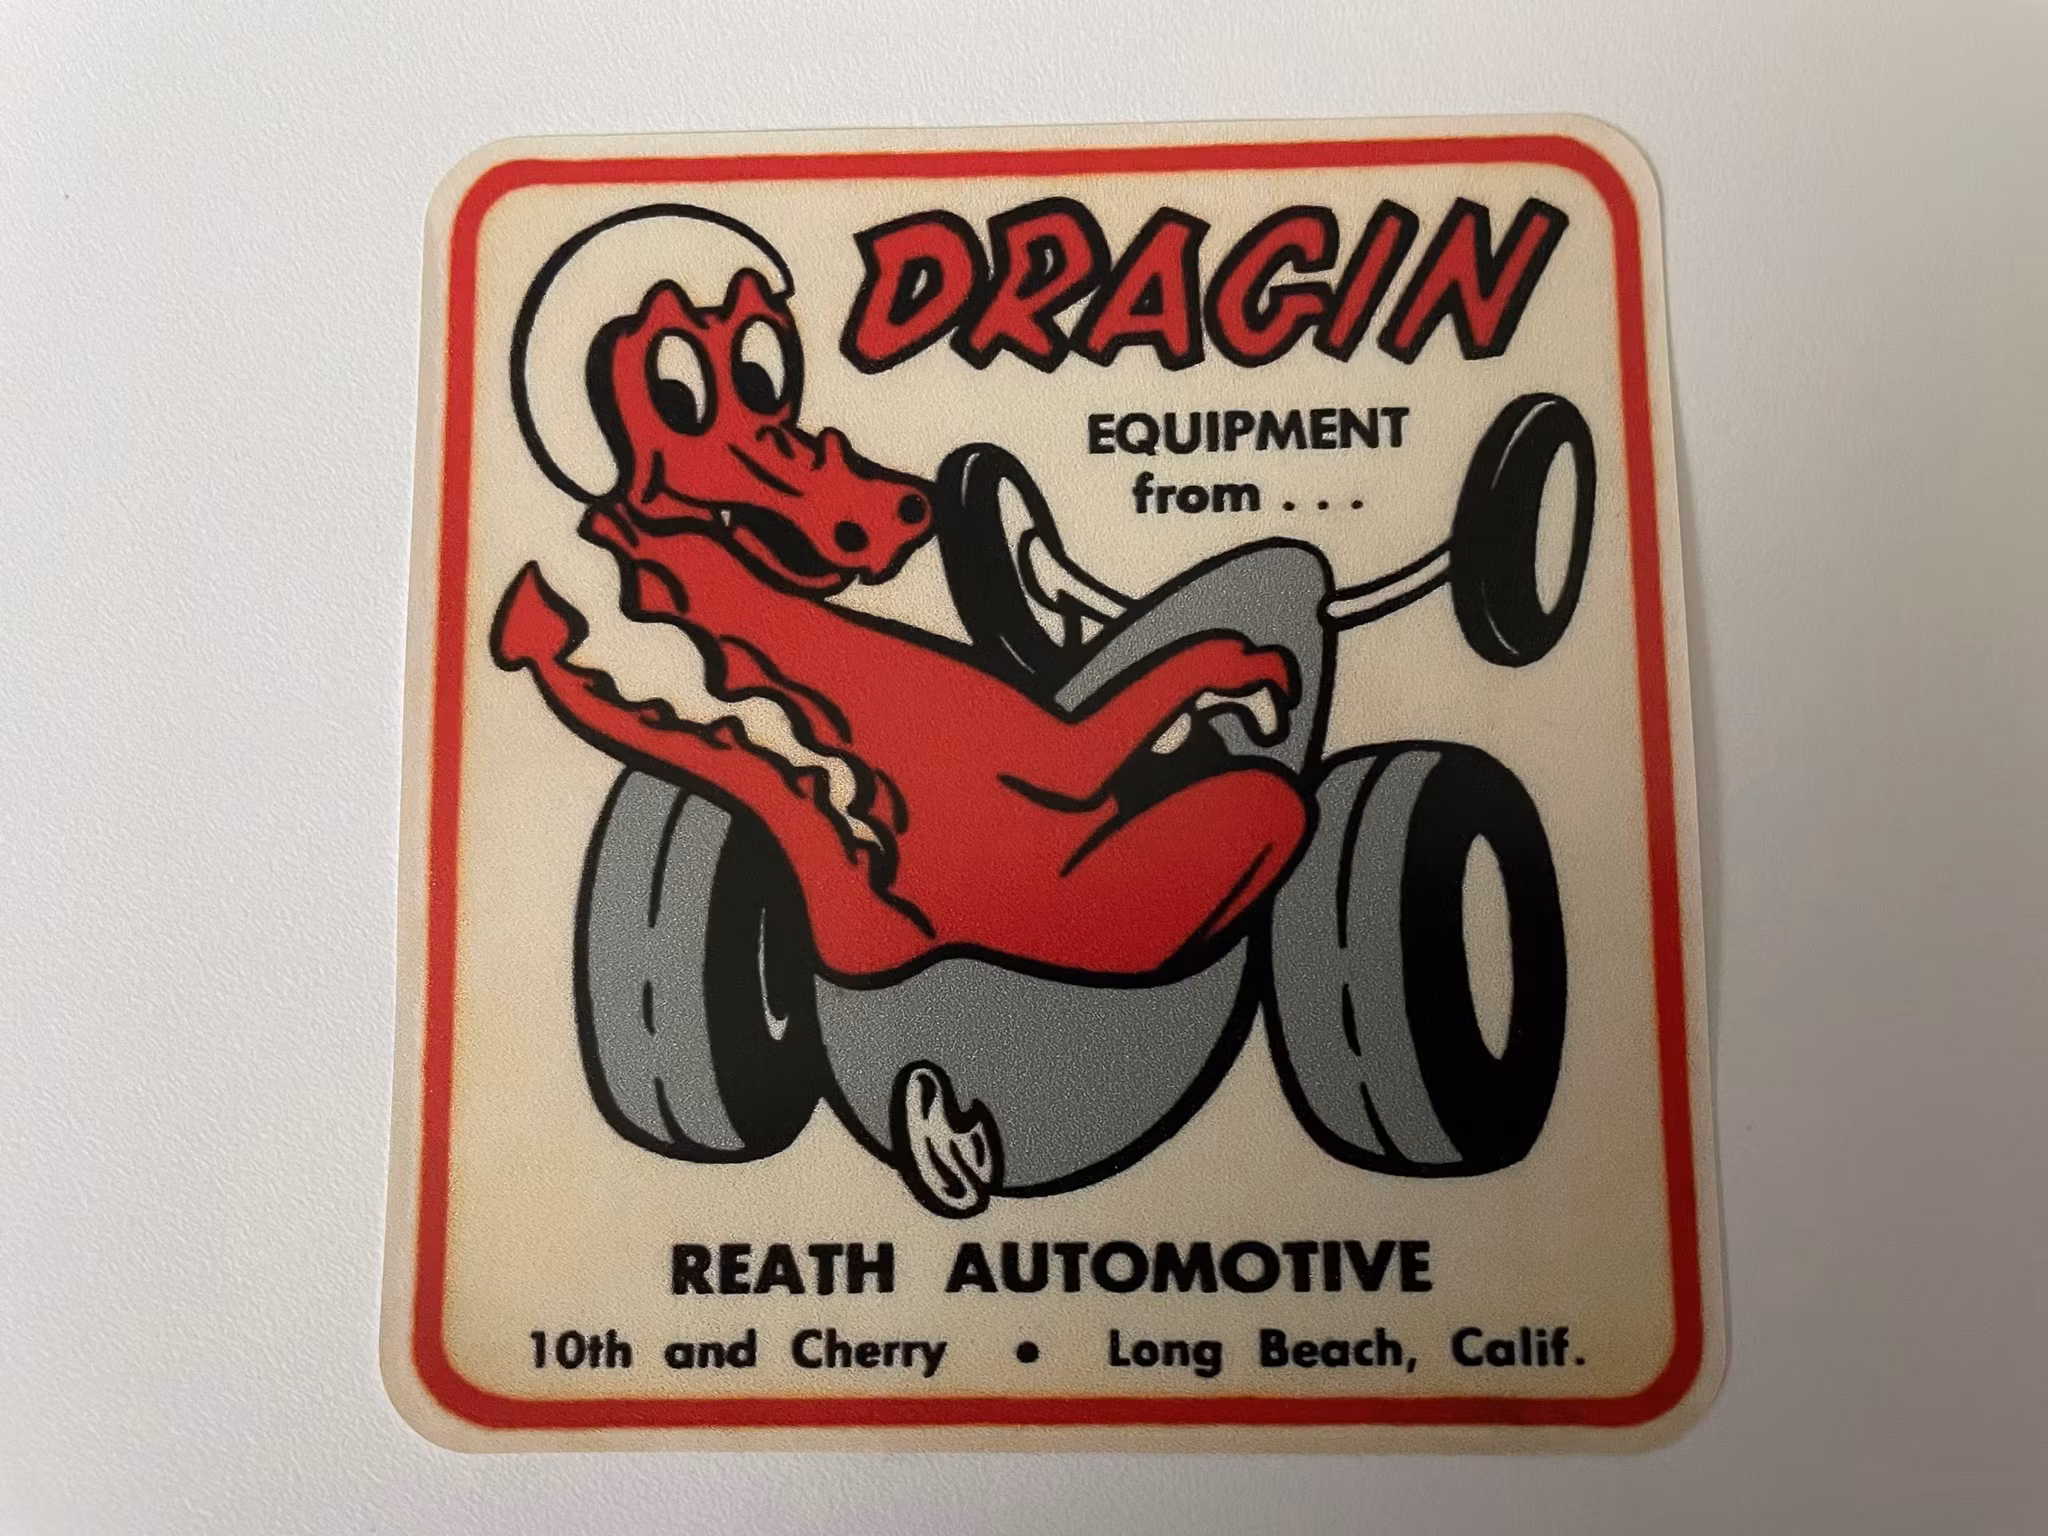 DRAGIN
EQUIPMENT
from . . .
REATH AUTOMOTIVE
10th and Cherry • Long Beach, Calif.